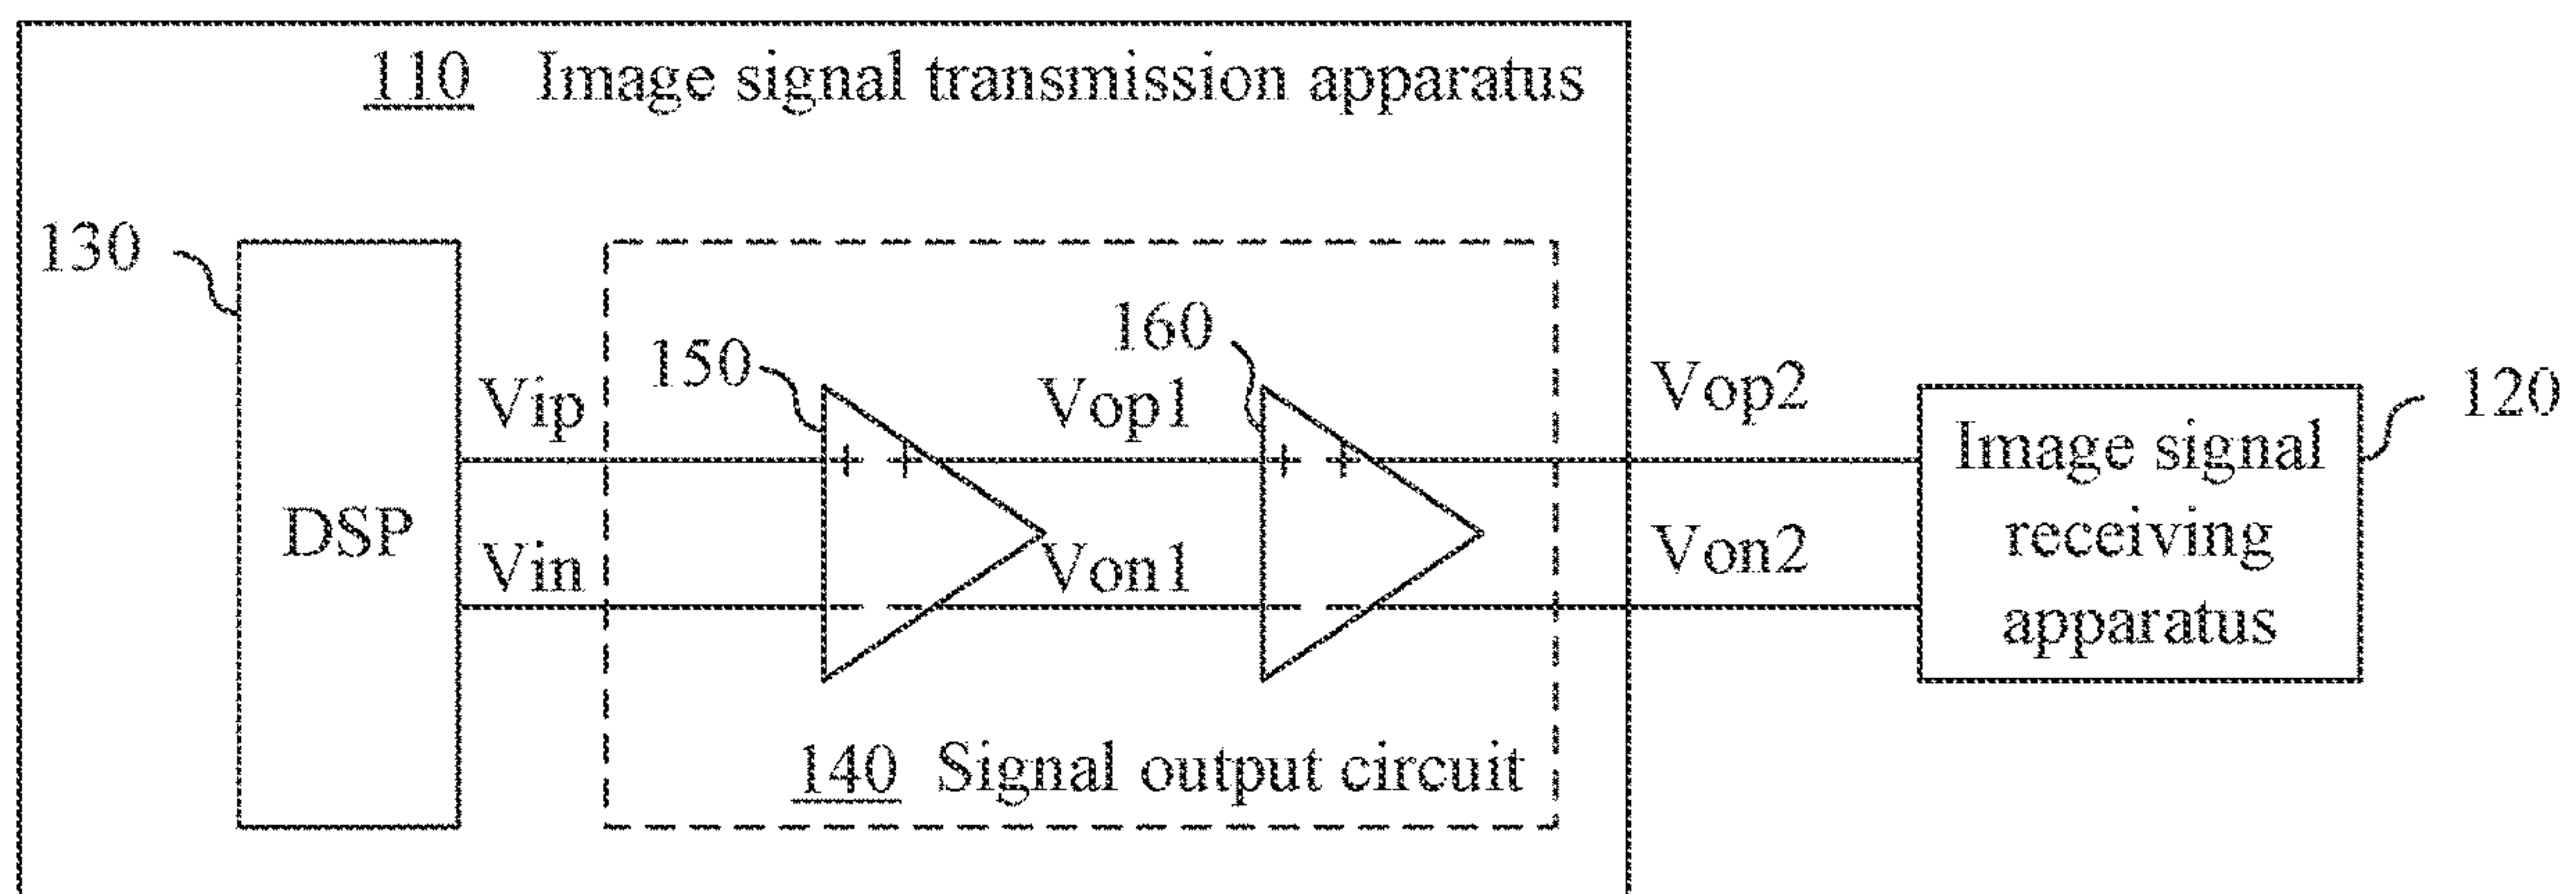 110 Image signal transmission apparatus
130
150
160
Vip
Vop1
Vop2
120
DSP
Vin
Von1
Von2
Image signal
receiving
apparatus
140 Signal output circuit